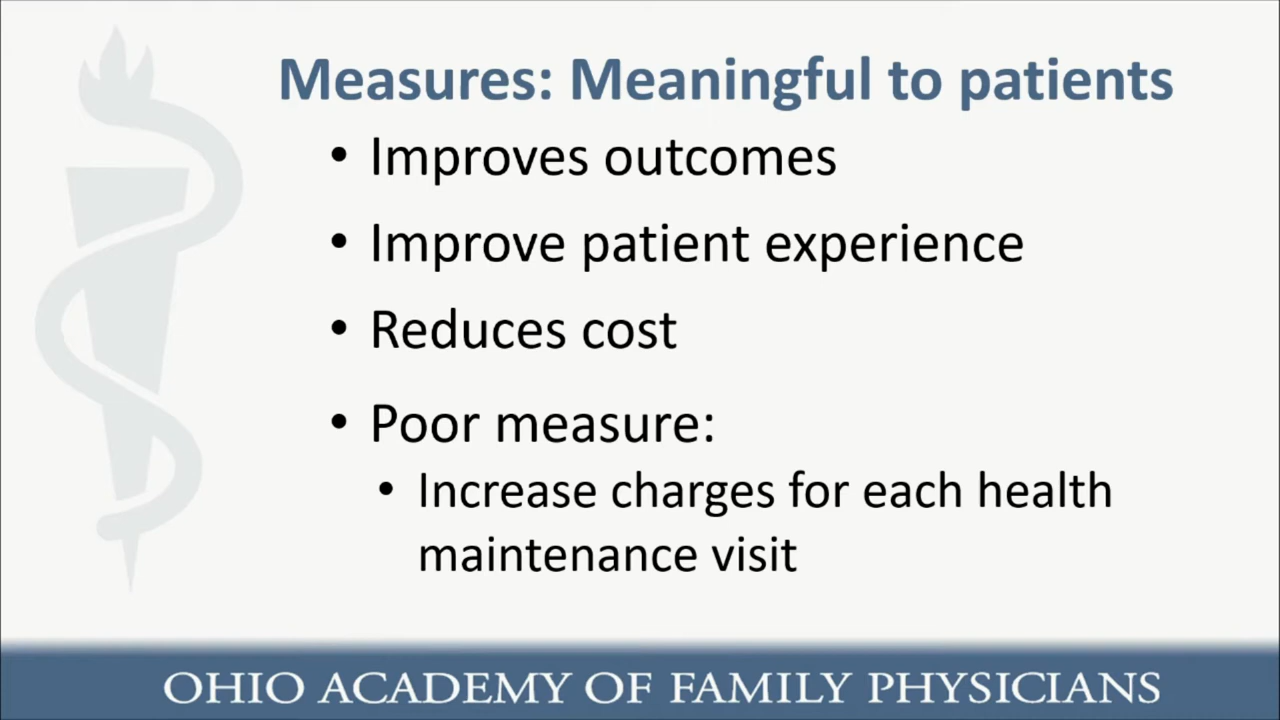 Measures: Meaningful to patients
• Improves outcomes
• Improve patient experience
• Reduces cost
• Poor measure:
• Increase charges for each health
maintenance visit
OHIO ACADEMY OF FAMILY PHYSICIANS